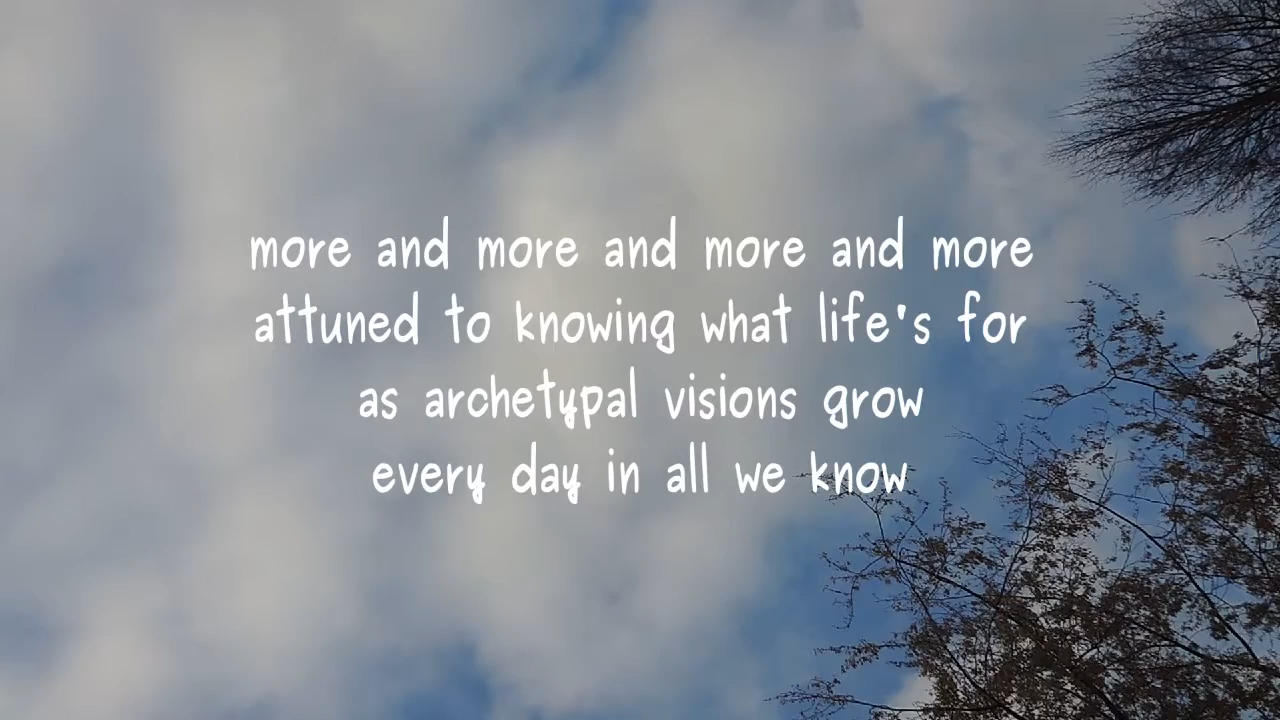 more and more and more and more
attuned to knowing what life's for
as archetypal visions grow
every day in all we know